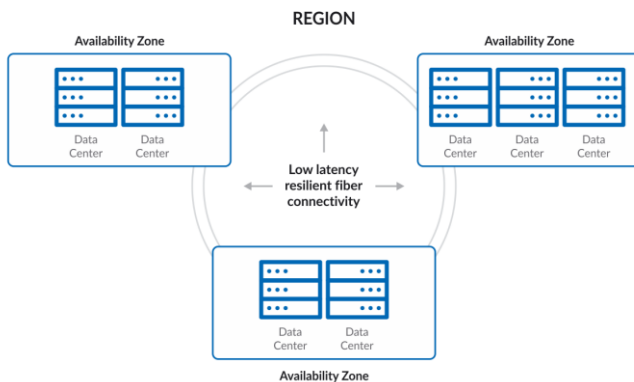 REGION
Availability Zone
Availability Zone
Data
Center
Data
Center
Data
Center
Data
Center
Data
Center
Low latency
resilient fiber
connectivity
Data
Center
Data
Center
Availability Zone